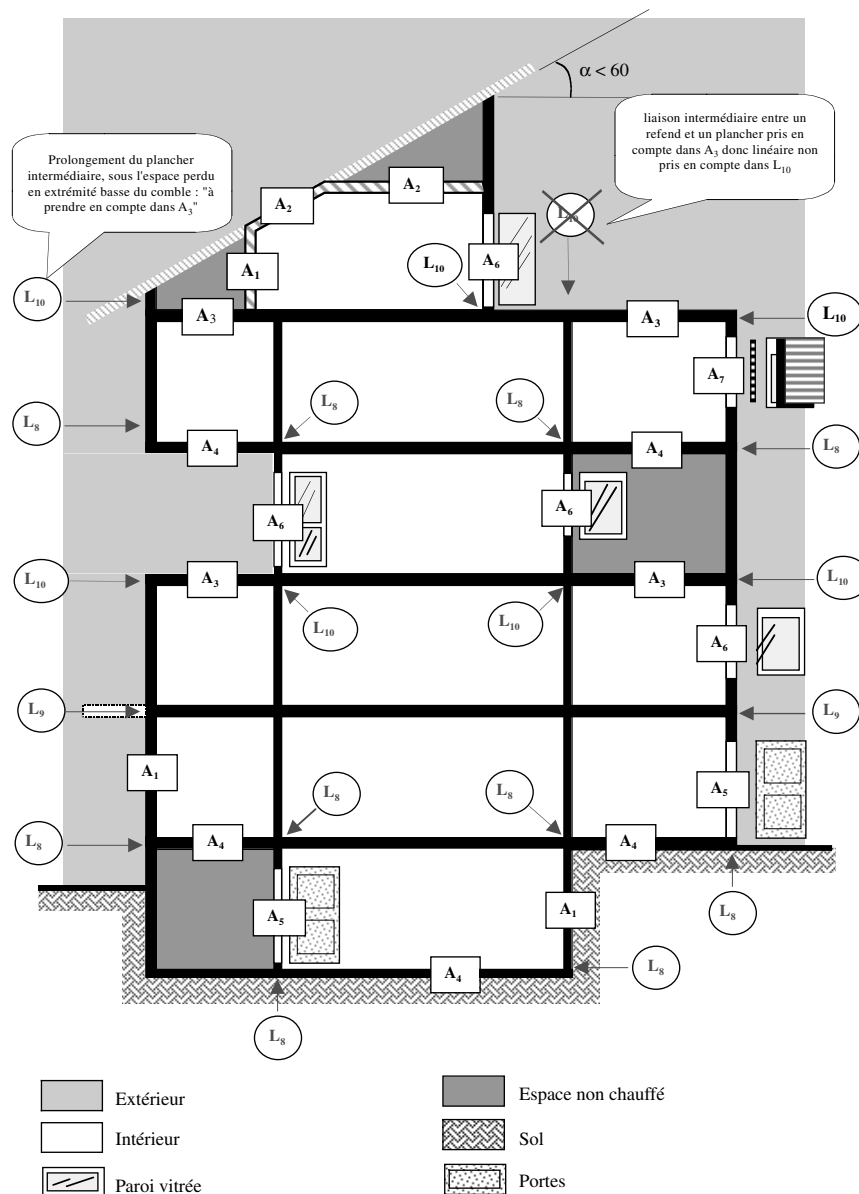 α < 60
liaison intermédiaire entre un
refend et un plancher pris en
compte dans A3 donc linéaire non
pris en compte dans L10
Prolongement du plancher
intermédiaire, sous l'espace perdu
en extrémité basse du comble : "à
prendre en compte dans A3"
A2
A2
L10
A1
L10
A6
L10
A3
A3
L10
A7
L8
L8
L8
A4
A4
L8
A6
A6
L10
A3
A3
L10
L10
L10
A6
L9
L9
A1
A5
L8
L8
L8
A4
A4
A5
A1
L8
A4
L8
L8
Extérieur
Espace non chauffé
Intérieur
Sol
Paroi vitrée
Portes